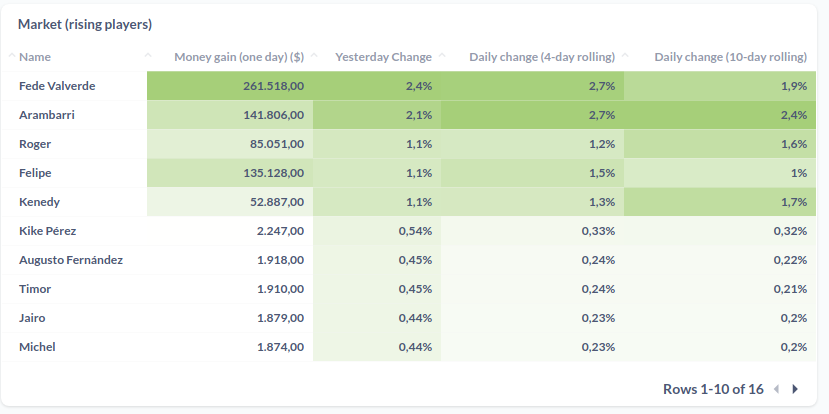 Market (rising players)
Name Money gain (one day) ($) Yesterday Change Daily change (4-day rolling) Daily change (10-day rolling)
Fede Valverde 261.518,00 2,4% 2,7% 1,9%
Arambarri 141.806,00 2,1% 2,7% 2,4%
Roger 85.051,00 1,1% 1,2% 1,6%
Felipe 135.128,00 1,1% 1,5% 1%
Kenedy 52.887,00 1,1% 1,3% 1,7%
Kike Pérez 2.247,00 0,54% 0,33% 0,32%
Augusto Fernández 1.918,00 0,45% 0,24% 0,22%
Timor 1.910,00 0,45% 0,24% 0,21%
Jairo 1.879,00 0,44% 0,23% 0,2%
Michel 1.874,00 0,44% 0,23% 0,2%
Rows 1-10 of 16